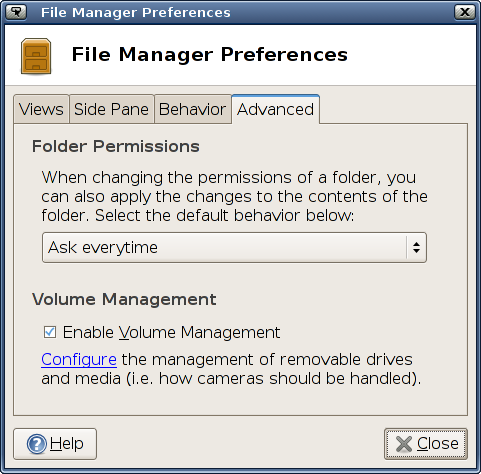 File Manager Preferences
File Manager Preferences
Views Side Pane Behavior Advanced
Folder Permissions
When changing the permissions of a folder, you
can also apply the changes to the contents of the
folder. Select the default behavior below:
Ask everytime
Volume Management
Enable Volume Management
Configure the management of removable drives
and media (i.e. how cameras should be handled).
Help Close